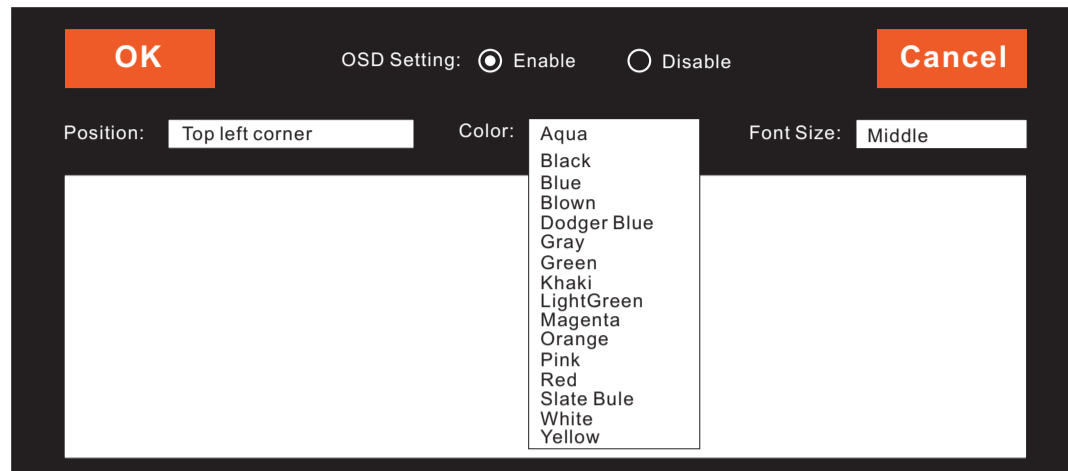 OK
OSD Setting: Enable Disable
Cancel
Position: Top left corner
Color: Aqua
Font Size: Middle
Black
Blue
Blown
Dodger Blue
Gray
Green
Khaki
LightGreen
Magenta
Orange
Pink
Red
Slate Bule
White
Yellow